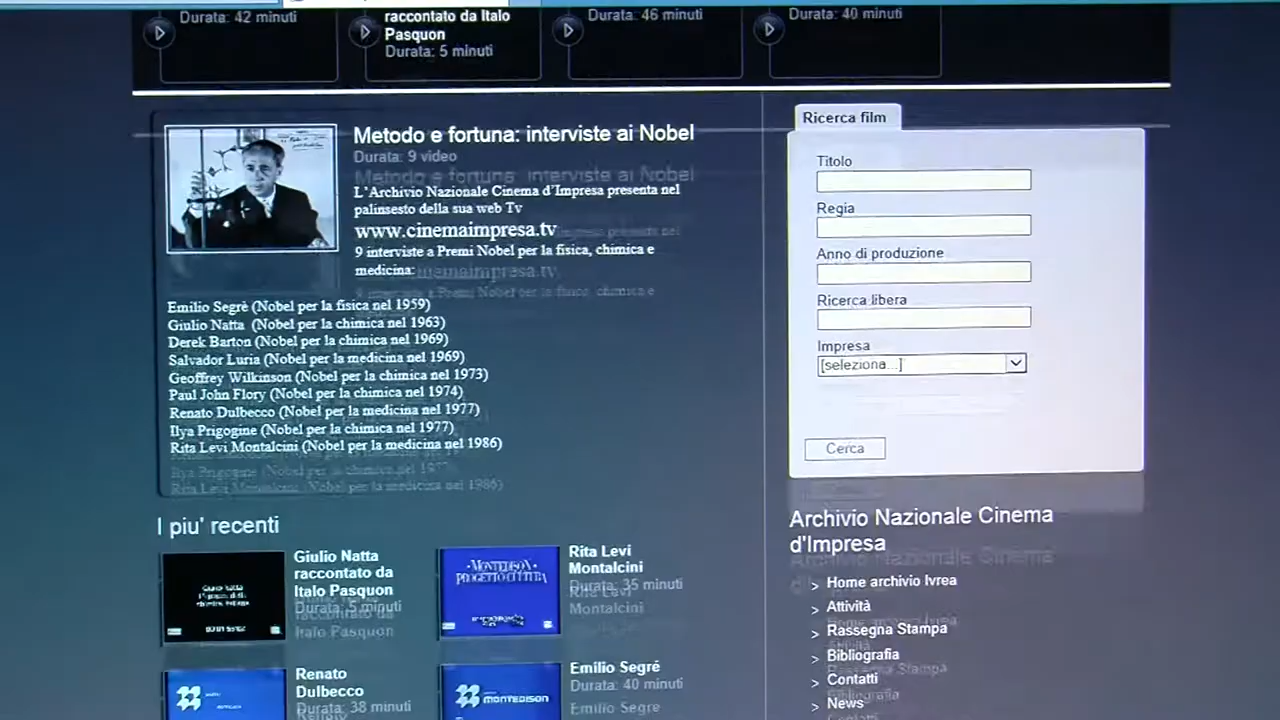 Durata: 42 minuti
raccontato da Italo
Pasquon
Durata: 5 minuti
Durata: 46 minuti
Durata: 40 minuti
Metodo e fortuna: interviste ai Nobel
Durata: 9 video
L'Archivio Nazionale Cinema d'Impresa presenta nel
palinsesto della sua web Tv
www.cinemaimpresa.tv
9 interviste a Premi Nobel per la fisica, chimica e
medicina:
Emilio Segrè (Nobel per la fisica nel 1959)
Giulio Natta (Nobel per la chimica nel 1963)
Derek Barton (Nobel per la chimica nel 1969)
Salvador Luria (Nobel per la medicina nel 1969)
Geoffrey Wilkinson (Nobel per la chimica nel 1973)
Paul John Flory (Nobel per la chimica nel 1974)
Renato Dulbecco (Nobel per la medicina nel 1977)
Ilya Prigogine (Nobel per la chimica nel 1977)
Rita Levi Montalcini (Nobel per la medicina nel 1986)
Ricerca film
Titolo
Regia
Anno di produzione
Ricerca libera
Impresa
[seleziona...]
Cerca
I piu' recenti
Giulio Natta
raccontato da
Italo Pasquon
Durata: 5 minuti
MONTEDISON
PROGETTO CULTURA
Rita Levi
Montalcini
Durata: 35 minuti
Renato
Dulbecco
Durata: 38 minuti
MONTEDISON
Emilio Segré
Durata: 40 minuti
Archivio Nazionale Cinema
d'Impresa
> Home archivio Ivrea
> Attività
> Rassegna Stampa
> Bibliografia
> Contatti
> News